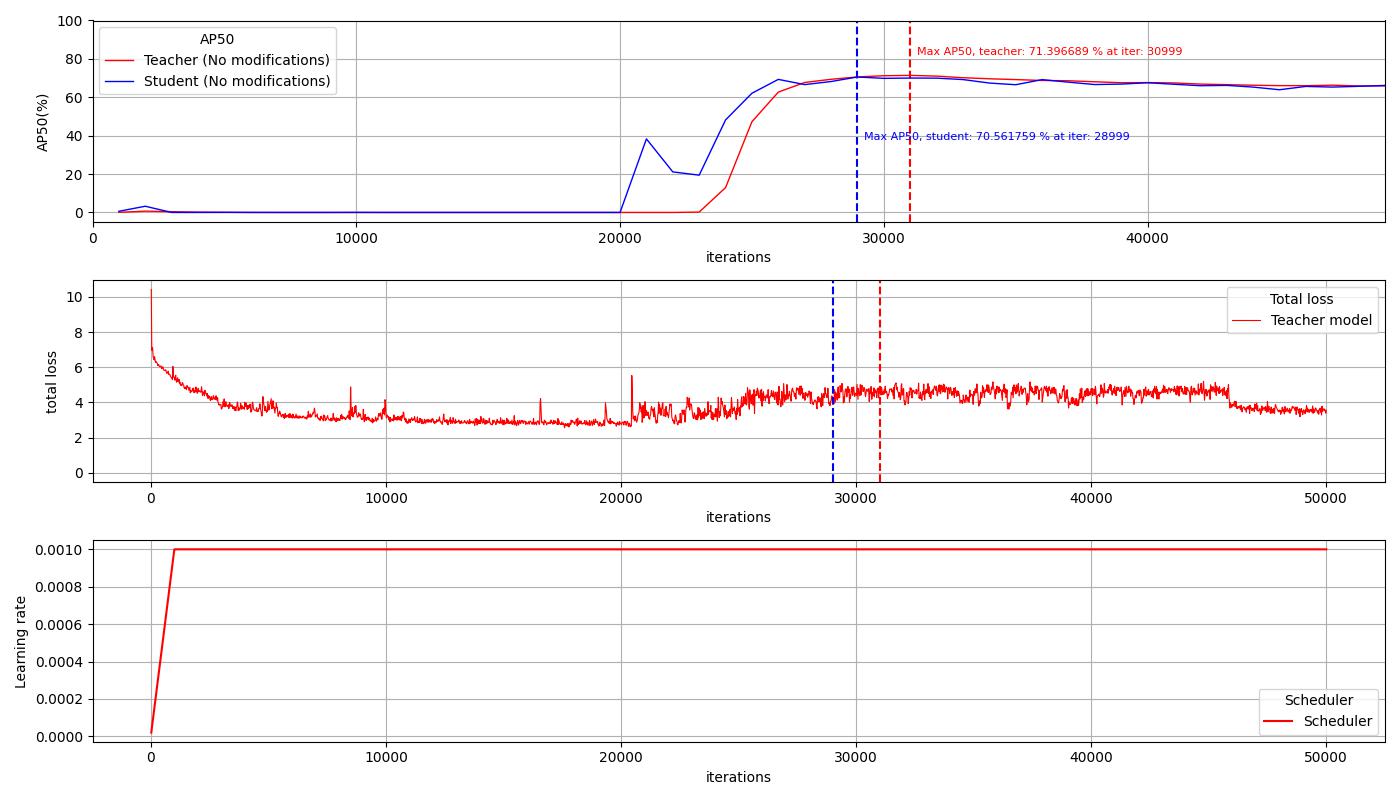 100
80
60
40
20
0
AP50(%)
AP50
Teacher (No modifications)
Student (No modifications)
Max AP50, teacher: 71.396689 % at iter: 30999
Max AP50, student: 70.561759 % at iter: 28999
0 10000 20000 30000 40000
iterations
10
8
6
4
2
0
total loss
Total loss
Teacher model
0 10000 20000 30000 40000 50000
iterations
0.0010
0.0008
0.0006
0.0004
0.0002
0.0000
Learning rate
Scheduler
Scheduler
0 10000 20000 30000 40000 50000
iterations